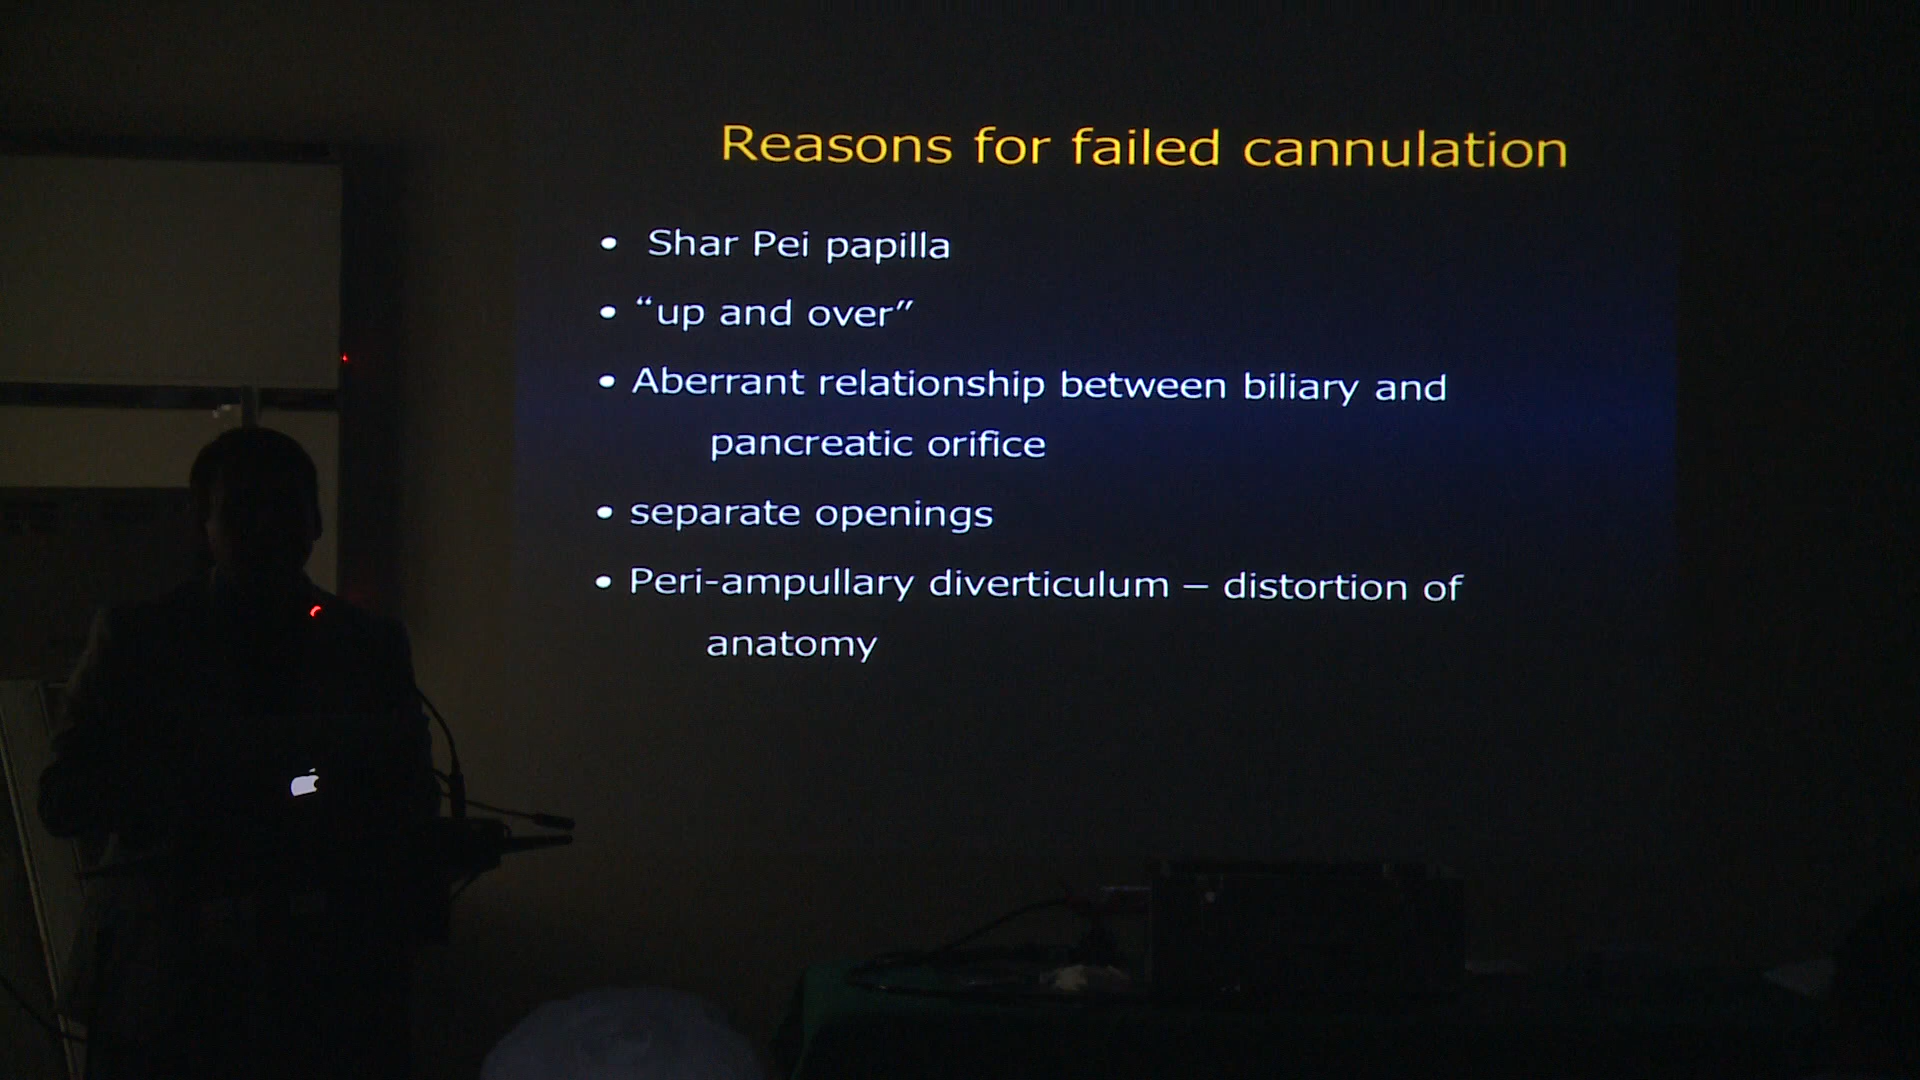 Reasons for failed cannulation
• Shar Pei papilla
• “up and over”
• Aberrant relationship between biliary and
pancreatic orifice
• separate openings
• Peri-ampullary diverticulum – distortion of
anatomy